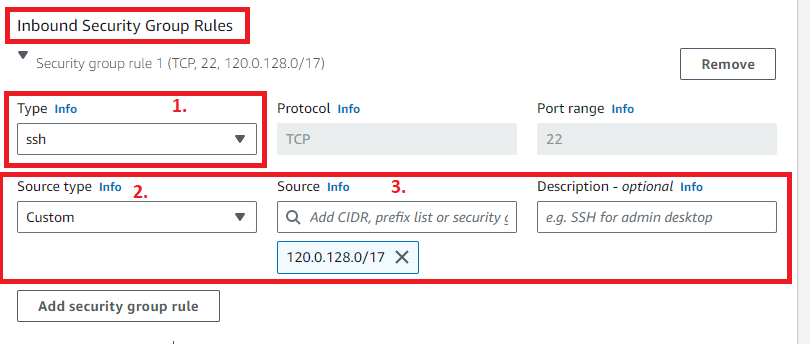 Inbound Security Group Rules
Security group rule 1 (TCP, 22, 120.0.128.0/17)
Remove
Type Info 1. Protocol Info Port range Info
ssh TCP 22
Source type Info 2. Source Info 3. Description - optional Info
Custom Add CIDR, prefix list or security g e.g. SSH for admin desktop
120.0.128.0/17
Add security group rule